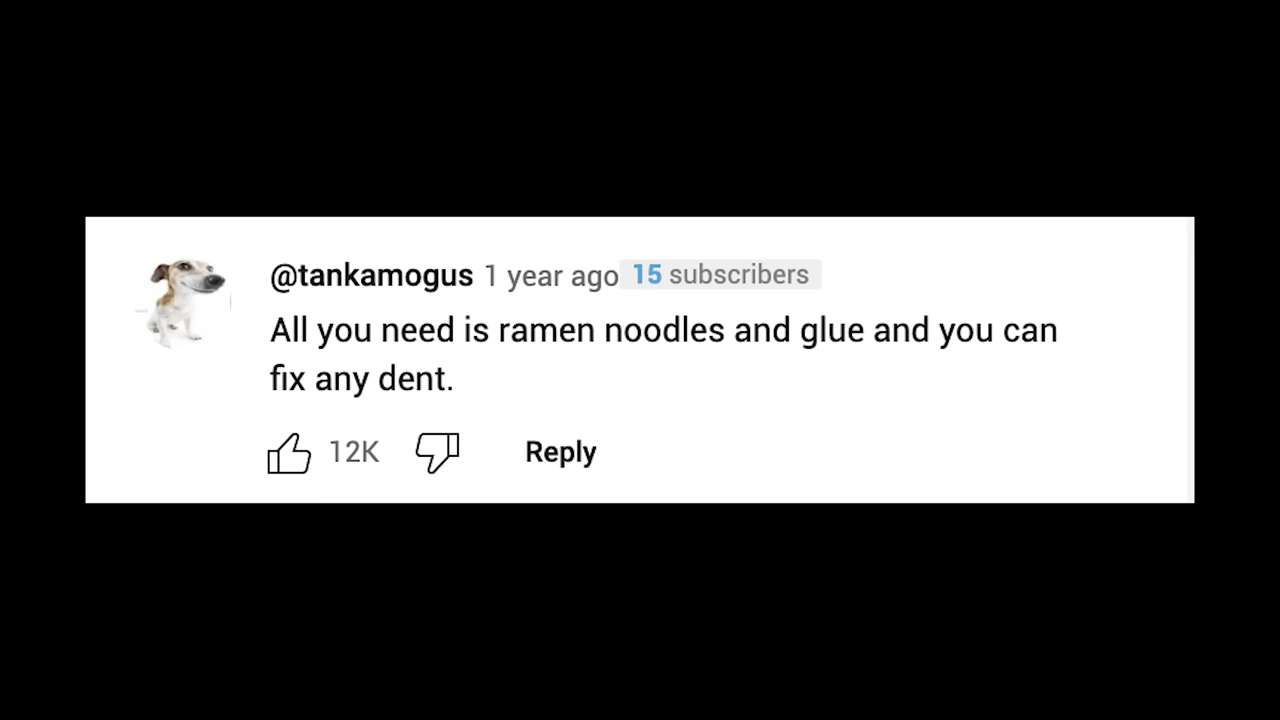 @tankamogus 1 year ago 15 subscribers
All you need is ramen noodles and glue and you can
fix any dent.
12K Reply